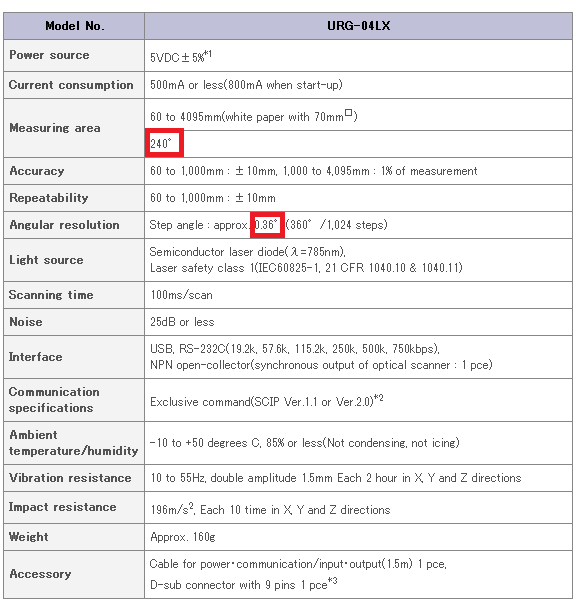 Model No. URG-04LX
Power source 5VDC±5%*1
Current consumption 500mA or less(800mA when start-up)
Measuring area 60 to 4095mm(white paper with 70mm□)
240°
Accuracy 60 to 1,000mm : ±10mm, 1,000 to 4,095mm : 1% of measurement
Repeatability 60 to 1,000mm : ±10mm
Angular resolution Step angle : approx. 0.36° (360° /1,024 steps)
Light source Semiconductor laser diode(λ=785nm),
Laser safety class 1(IEC60825-1, 21 CFR 1040.10 & 1040.11)
Scanning time 100ms/scan
Noise 25dB or less
Interface USB, RS-232C(19.2k, 57.6k, 115.2k, 250k, 500k, 750kbps),
NPN open-collector(synchronous output of optical scanner : 1 pce)
Communication
specifications Exclusive command(SCIP Ver.1.1 or Ver.2.0)*2
Ambient
temperature/humidity -10 to +50 degrees C, 85% or less(Not condensing, not icing)
Vibration resistance 10 to 55Hz, double amplitude 1.5mm Each 2 hour in X, Y and Z directions
Impact resistance 196m/s2, Each 10 time in X, Y and Z directions
Weight Approx. 160g
Accessory Cable for power·communication/input·output(1.5m) 1 pce,
D-sub connector with 9 pins 1 pce*3